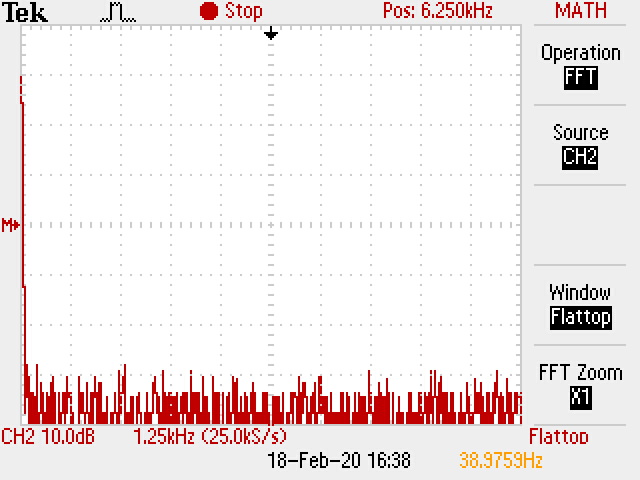 Tek Stop Pos: 6.250kHz MATH
Operation
FFT
Source
CH2
M
Window
Flattop
FFT Zoom
X1
CH2 10.0dB 1.25kHz (25.0kS/s) Flattop
18-Feb-20 16:38 38.9759Hz